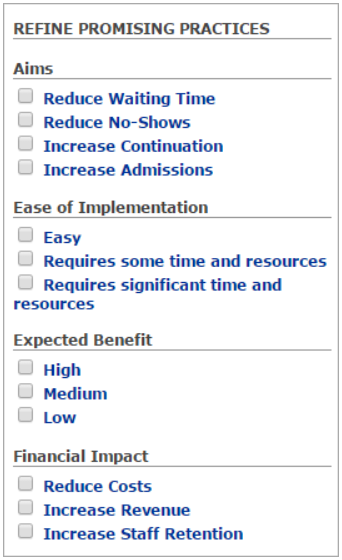 REFINE PROMISING PRACTICES
Aims
Reduce Waiting Time
Reduce No-Shows
Increase Continuation
Increase Admissions
Ease of Implementation
Easy
Requires some time and resources
Requires significant time and
resources
Expected Benefit
High
Medium
Low
Financial Impact
Reduce Costs
Increase Revenue
Increase Staff Retention